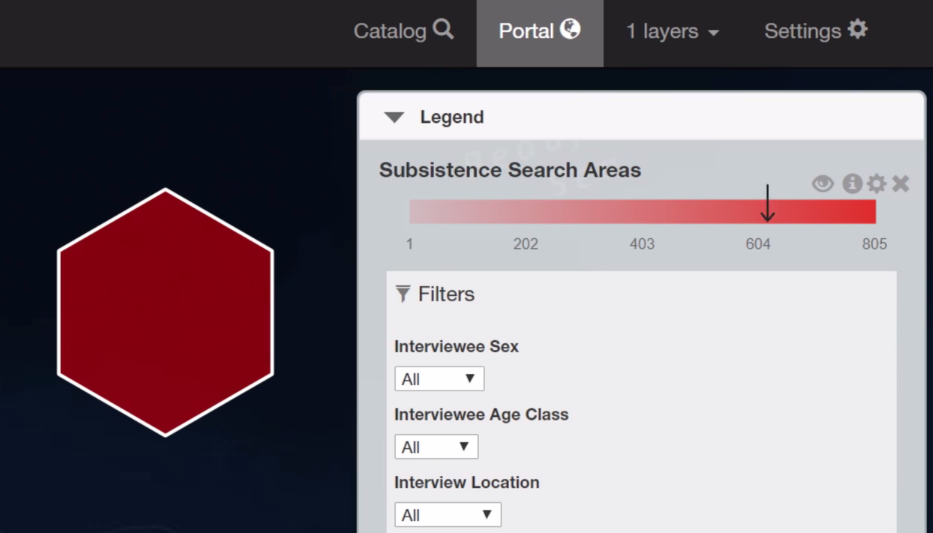 Catalog Portal 1 layers Settings
Legend
Subsistence Search Areas
1 202 403 604 805
Filters
Interviewee Sex
All
Interviewee Age Class
All
Interview Location
All